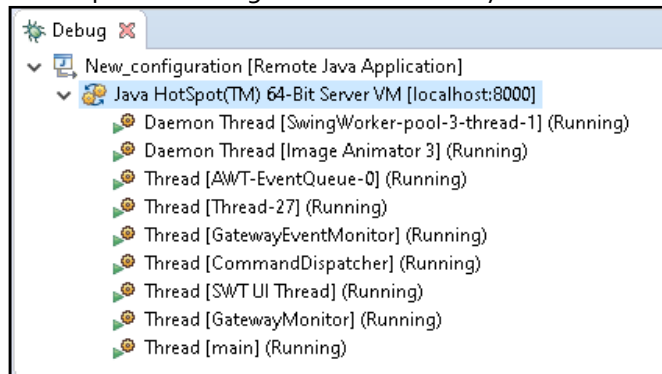 Debug
New_configuration [Remote Java Application]
Java HotSpot(TM) 64-Bit Server VM [localhost:8000]
Daemon Thread [SwingWorker-pool-3-thread-1] (Running)
Daemon Thread [Image Animator 3] (Running)
Thread [AWT-EventQueue-0] (Running)
Thread [Thread-27] (Running)
Thread [GatewayEventMonitor] (Running)
Thread [CommandDispatcher] (Running)
Thread [SWT UI Thread] (Running)
Thread [GatewayMonitor] (Running)
Thread [main] (Running)